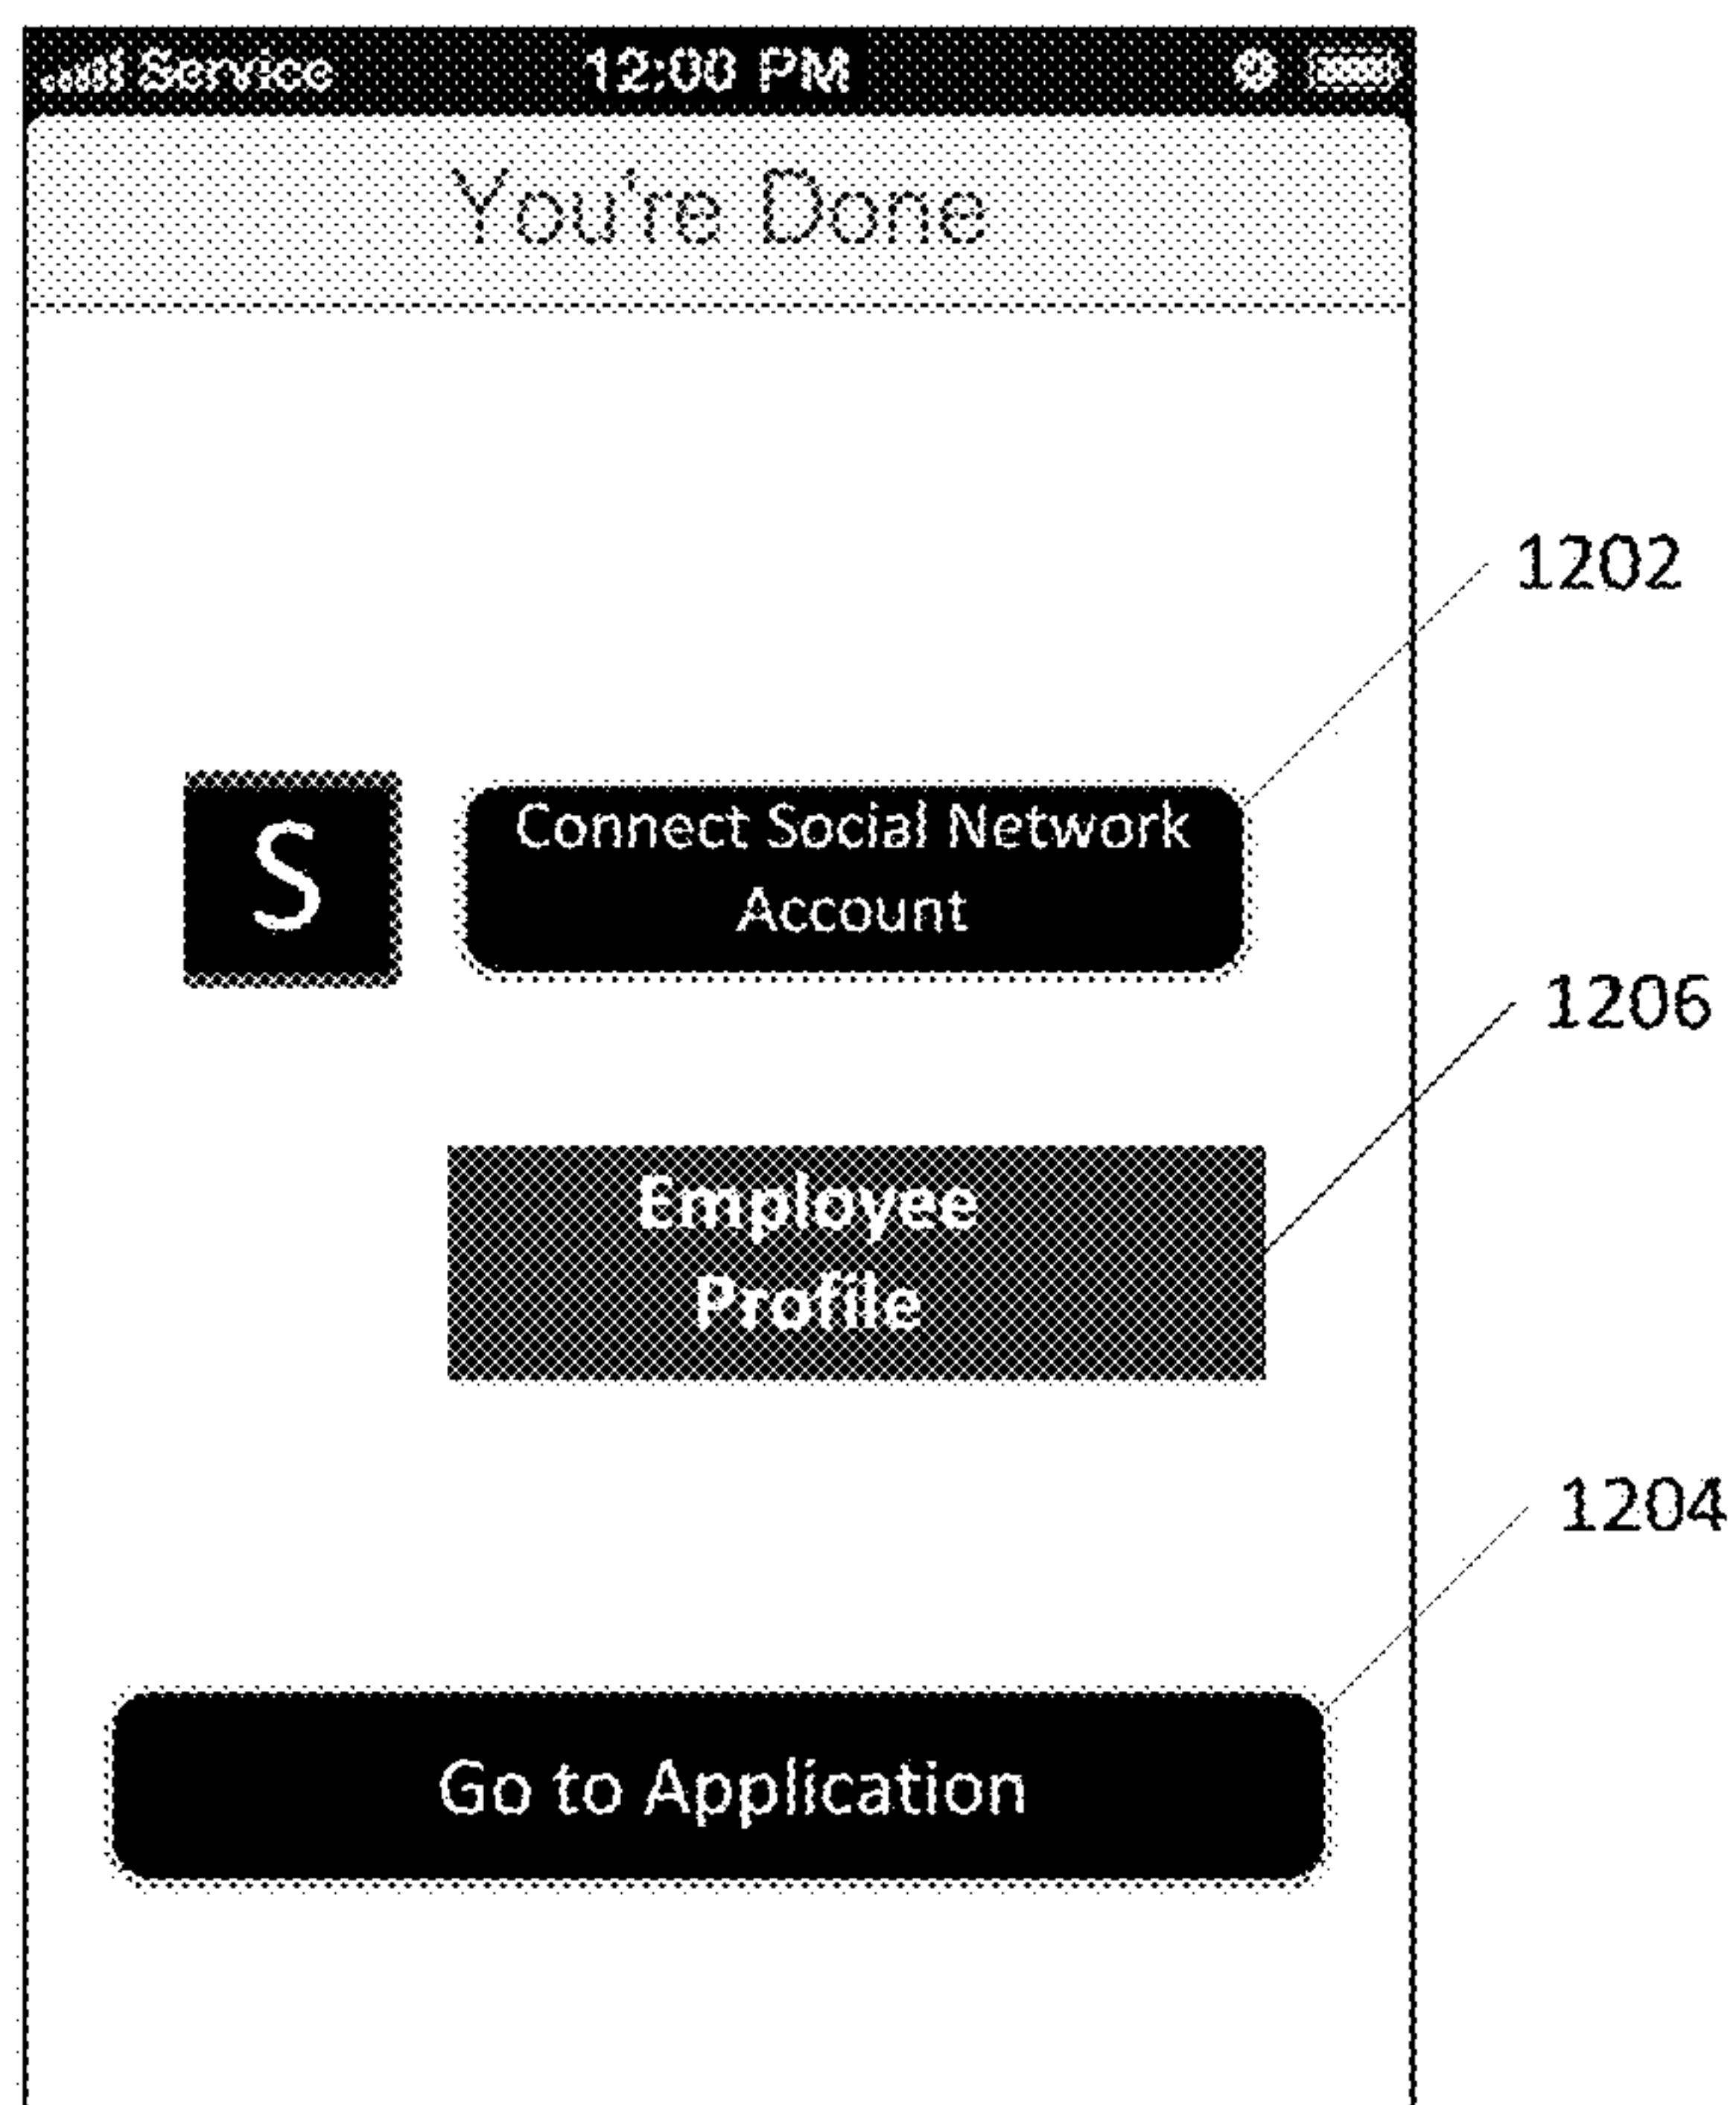 Service 12:00 PM
You're Done
1202
S Connect Social Network
Account
1206
Employee
Profile
1204
Go to Application